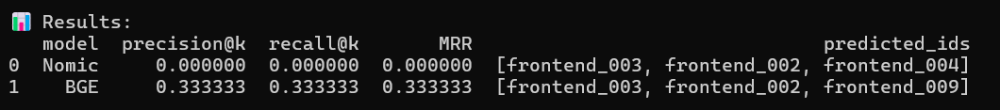 📊 Results:
model precision@k recall@k MRR predicted_ids
0 Nomic 0.000000 0.000000 0.000000 [frontend_003, frontend_002, frontend_004]
1 BGE 0.333333 0.333333 0.333333 [frontend_003, frontend_002, frontend_009]